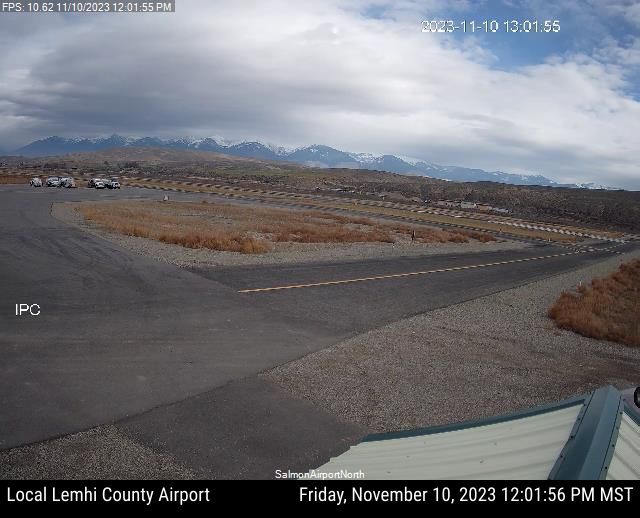 FPS: 10.62 11/10/2023 12:01:55 PM
2023-11-10 13:01:55
IPC
SalmonAirportNorth
Local Lemhi County Airport Friday, November 10, 2023 12:01:56 PM MST